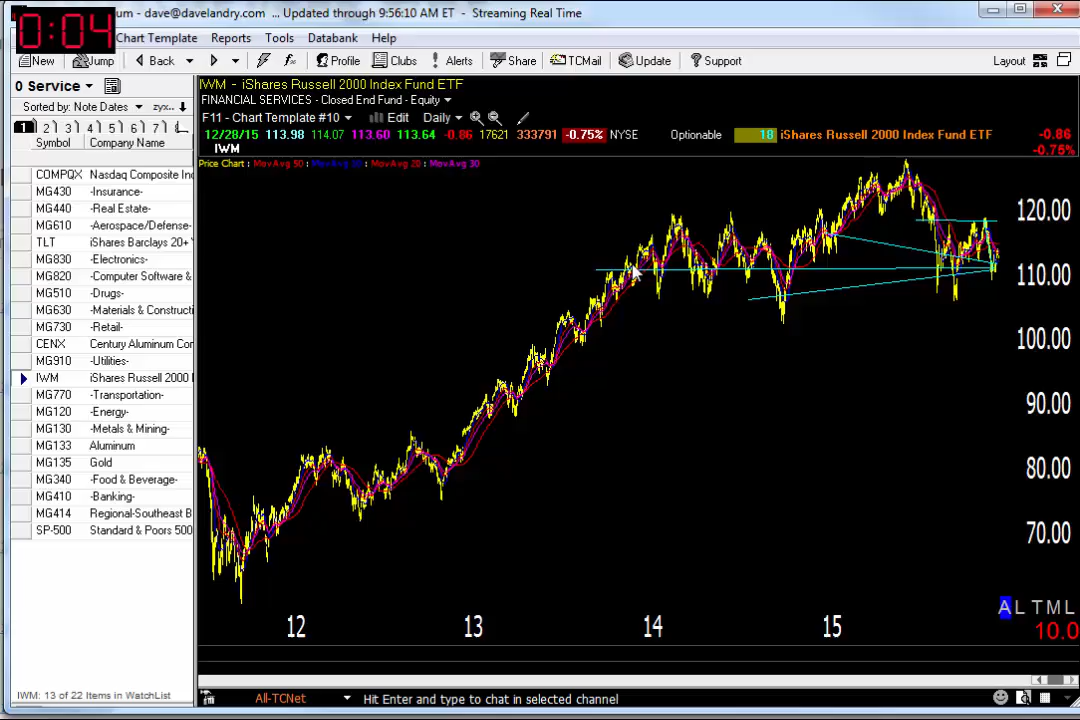 um - dave@davelandry.com ... Updated through 9:56:10 AM ET - Streaming Real Time
0:04
Chart Template Reports Tools Databank Help
New Jump Back Profile Clubs Alerts Share TCMail Update Support Layout
0 Service
Sorted by: Note Dates zyx..
1 2 3 4 5 6 7
Symbol Company Name
COMPQX Nasdaq Composite Ind
MG430 -Insurance-
MG440 -Real Estate-
MG610 -Aerospace/Defense-
TLT iShares Barclays 20+
MG830 -Electronics-
MG820 -Computer Software &
MG510 -Drugs-
MG630 -Materials & Constructi
MG730 -Retail-
CENX Century Aluminum Cor
MG910 -Utilities-
IWM iShares Russell 2000 I
MG770 -Transportation-
MG120 -Energy-
MG130 -Metals & Mining-
MG133 Aluminum
MG135 Gold
MG340 -Food & Beverage-
MG410 -Banking-
MG414 Regional-Southeast B
SP-500 Standard & Poors 500
IWM: 13 of 22 Items in WatchList
IWM - iShares Russell 2000 Index Fund ETF
FINANCIAL SERVICES - Closed End Fund - Equity
F11 - Chart Template #10 Edit Daily
12/28/15 113.98 114.07 113.60 113.64 -0.86 17621 333791 -0.75% NYSE Optionable 18 iShares Russell 2000 Index Fund ETF -0.86
IWM -0.75%
Price Chart : MovAvg 50 : MovAvg 10 : MovAvg 20 : MovAvg 30
120.00
110.00
100.00
90.00
80.00
70.00
A L T M L
12 13 14 15 10.0
All-TCNet Hit Enter and type to chat in selected channel